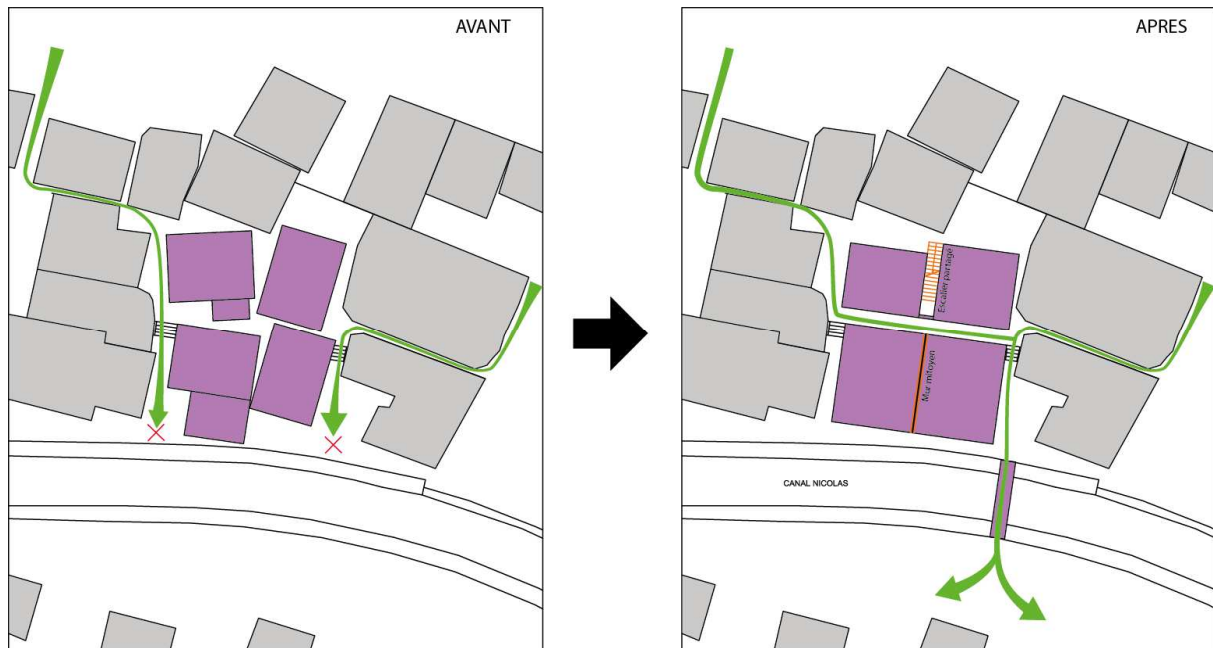 AVANT
APRES
Escalier partagé
Mur mitoyen
CANAL NICOLAS